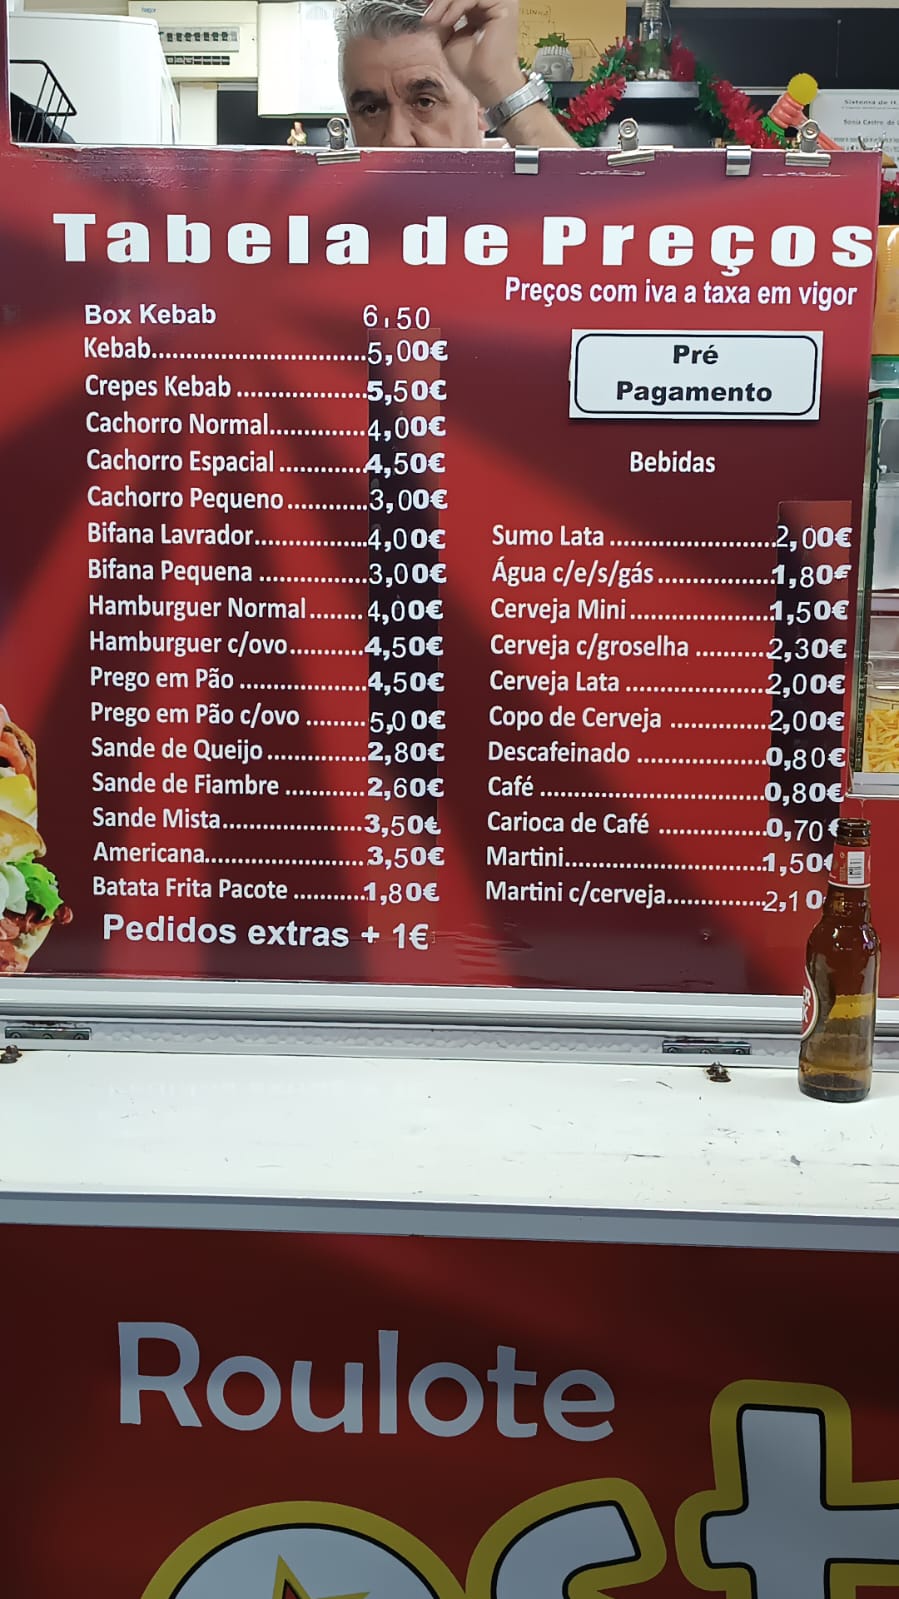 Tabela de Preços
Preços com iva a taxa em vigor
Box Kebab 6,50
Kebab..............................5,00€
Crepes Kebab ..................5,50€
Cachorro Normal.............4,00€
Cachorro Espacial ...........4,50€
Cachorro Pequeno...........3,00€
Bifana Lavrador................4,00€
Bifana Pequena ...............3,00€
Hamburguer Normal.......4,00€
Hamburguer c/ovo..........4,50€
Prego em Pão .................4,50€
Prego em Pão c/ovo ........5,00€
Sande de Queijo..............2,80€
Sande de Fiambre ...........2,60€
Sande Mista....................3,50€
Americana......................3,50€
Batata Frita Pacote ..........1,80€
Pedidos extras + 1€
Pré
Pagamento
Bebidas
Sumo Lata .......................2,00€
Água c/e/s/gás................1,80€
Cerveja Mini...................1,50€
Cerveja c/groselha ..........2,30€
Cerveja Lata ....................2,00€
Copo de Cerveja .............2,00€
Descafeinado ..................0,80€
Café ...............................0,80€
Carioca de Café ...............0,70€
Martini............................1,50€
Martini c/cerveja.............2,10
Roulote